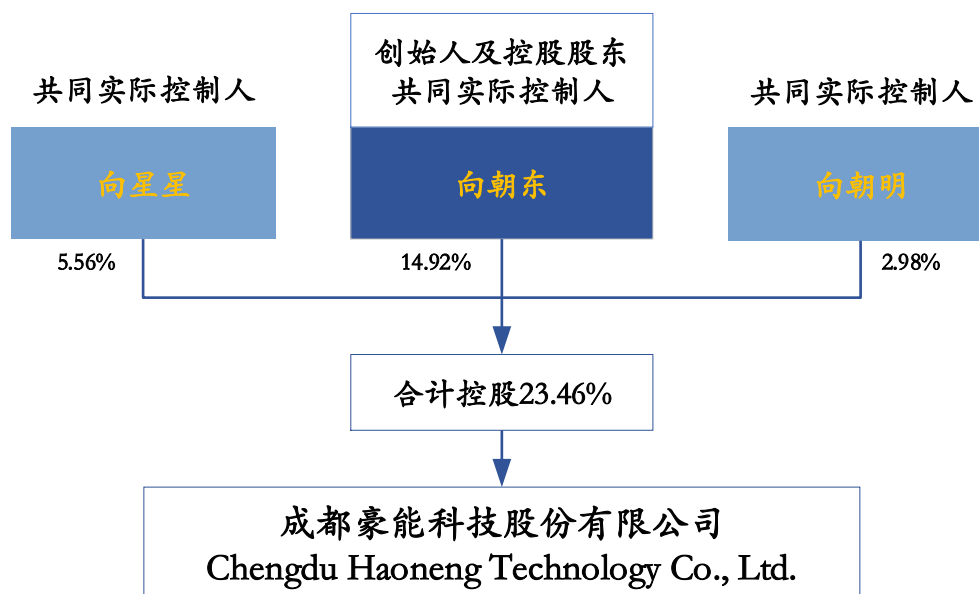 创始人及控股股东
共同实际控制人
共同实际控制人
共同实际控制人
向星星
向朝东
向朝明
5.56%
14.92%
2.98%
合计控股23.46%
成都豪能科技股份有限公司
Chengdu Haoneng Technology Co., Ltd.